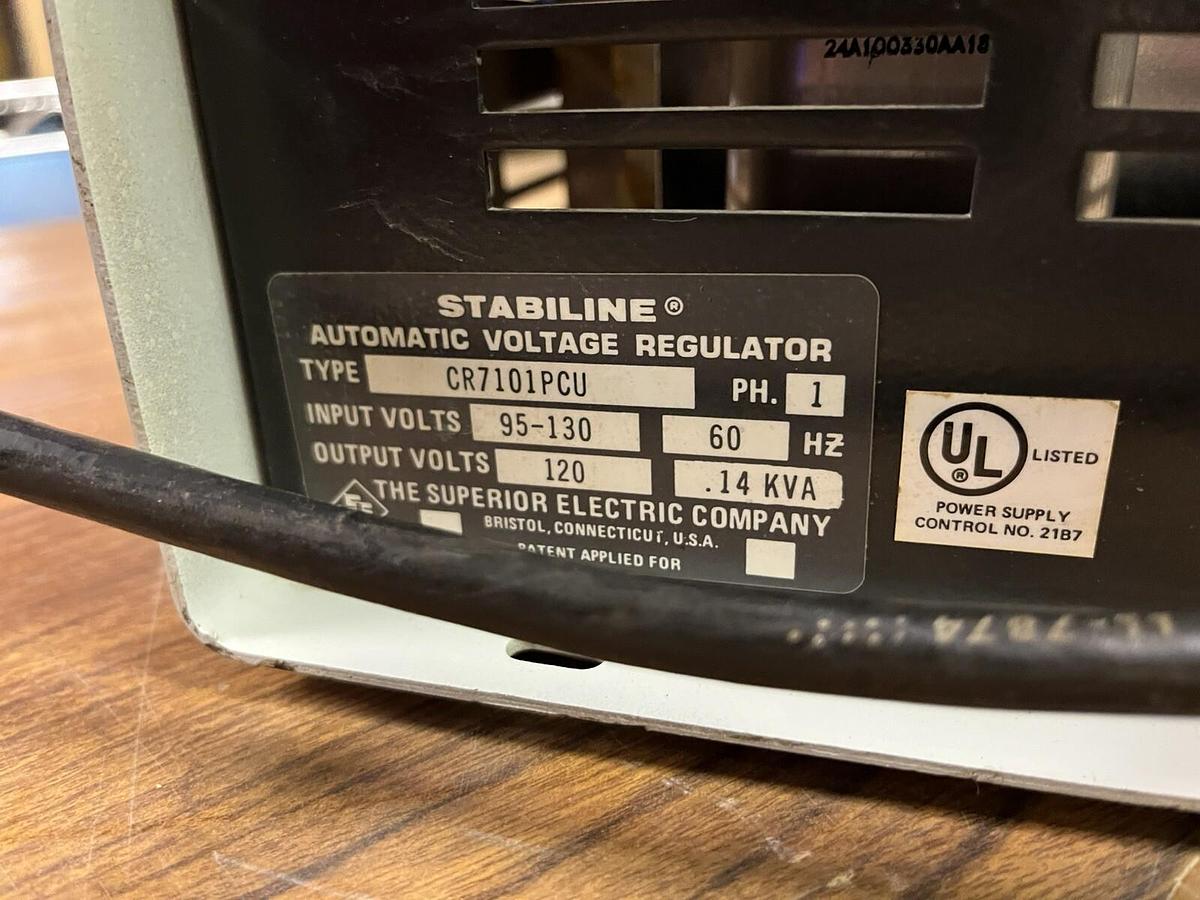 24A100330AA18
STABILINE®
AUTOMATIC VOLTAGE REGULATOR
TYPE CR7101PCU PH. 1
INPUT VOLTS 95-130 60 HZ
OUTPUT VOLTS 120 .14 KVA
THE SUPERIOR ELECTRIC COMPANY
BRISTOL, CONNECTICUT, U.S.A.
PATENT APPLIED FOR
UL®
LISTED
POWER SUPPLY
CONTROL NO. 21B7